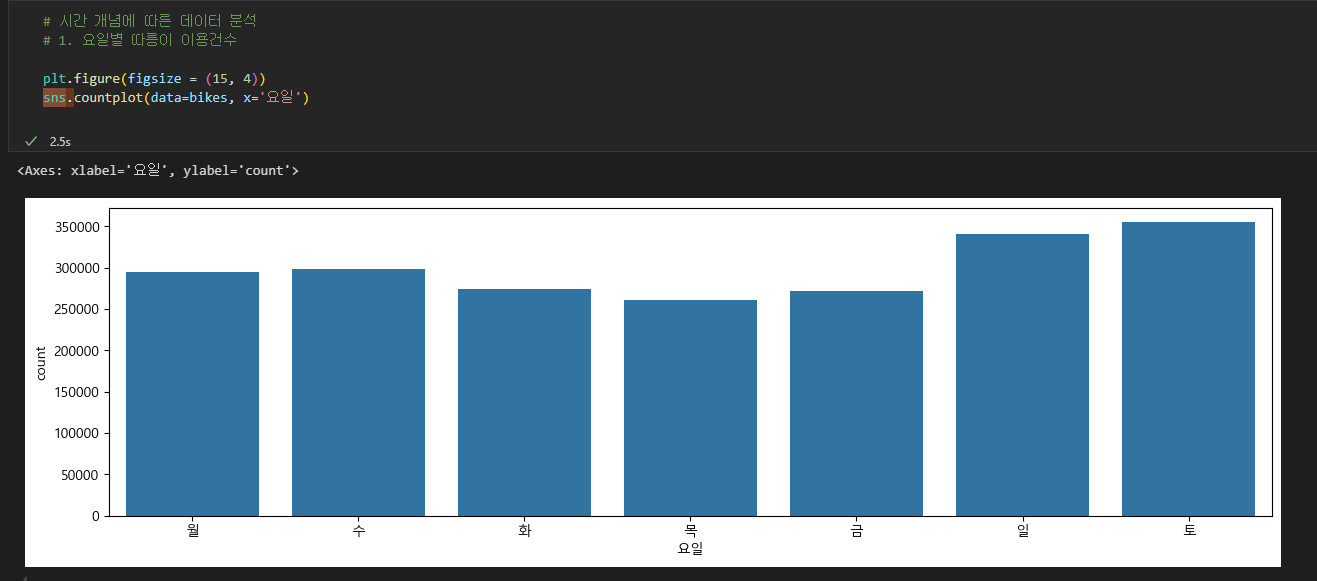 # 시간 개념에 따른 데이터 분석
# 1. 요일별 따릉이 이용건수
plt.figure(figsize = (15, 4))
sns.countplot(data=bikes, x='요일')
2.5s
<Axes: xlabel='요일', ylabel='count'>
350000
300000
250000
200000
150000
100000
50000
0
count
월 수 화 목 금 일 토
요일